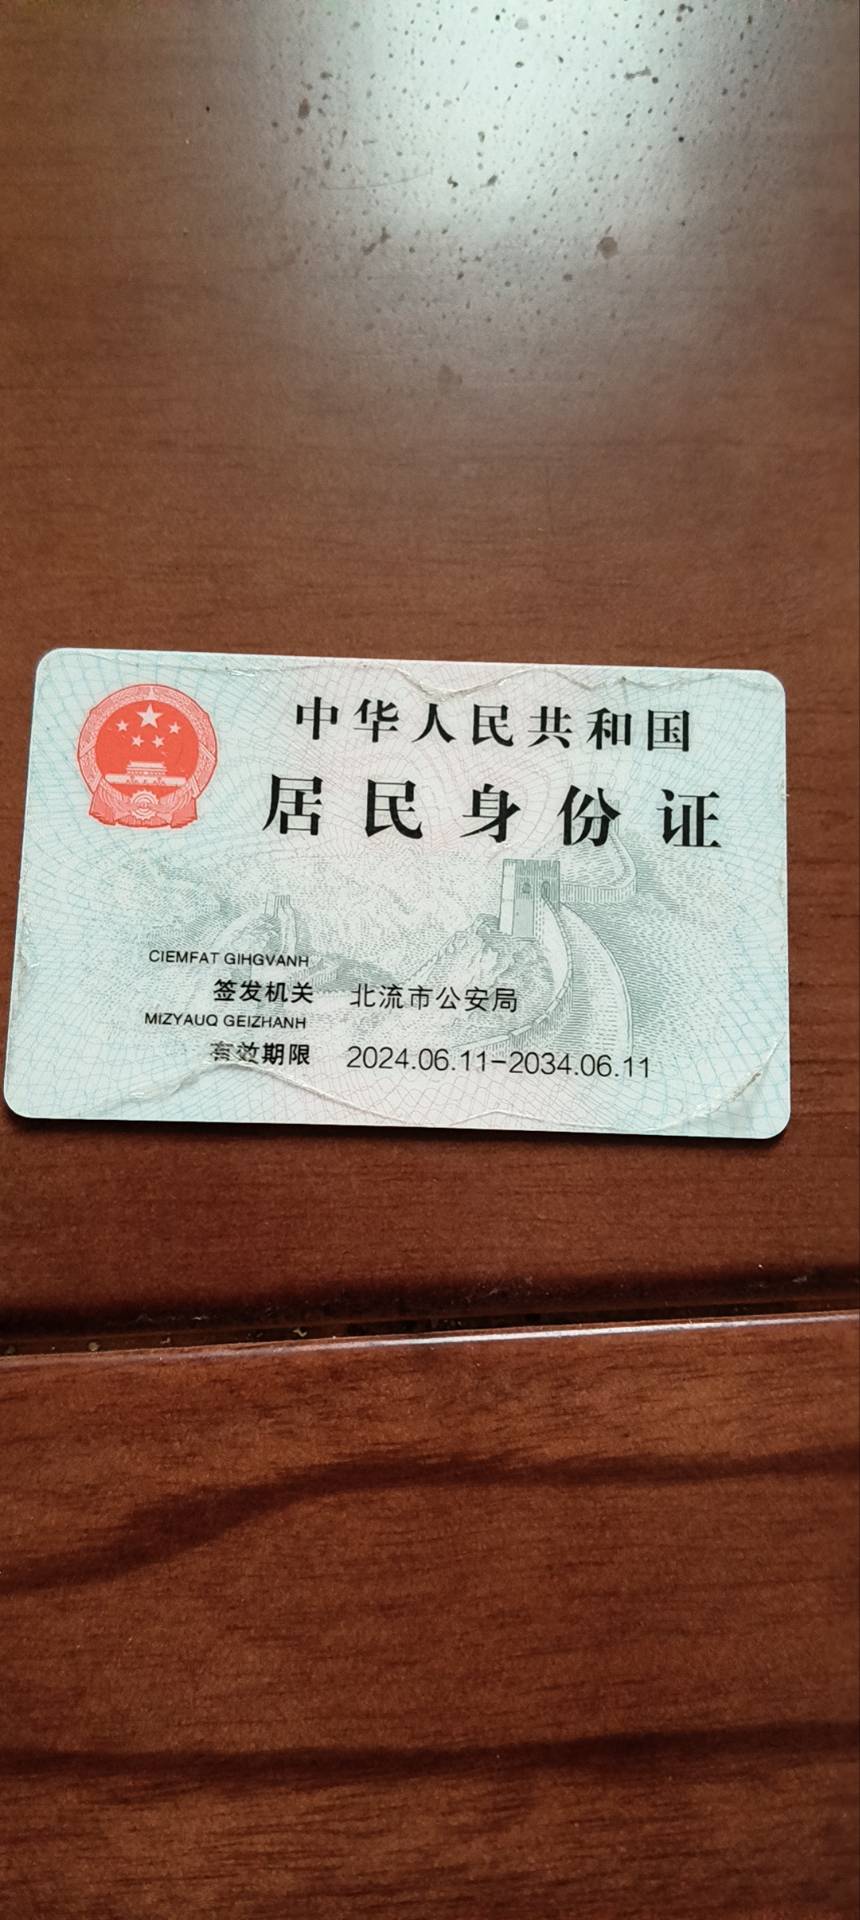 中华人民共和国
居民身份证
CIEMFAT GIHGVANH
签发机关 北流市公安局
MIZYAUQ GEIZHANH
有效期限 2024.06.11-2034.06.11